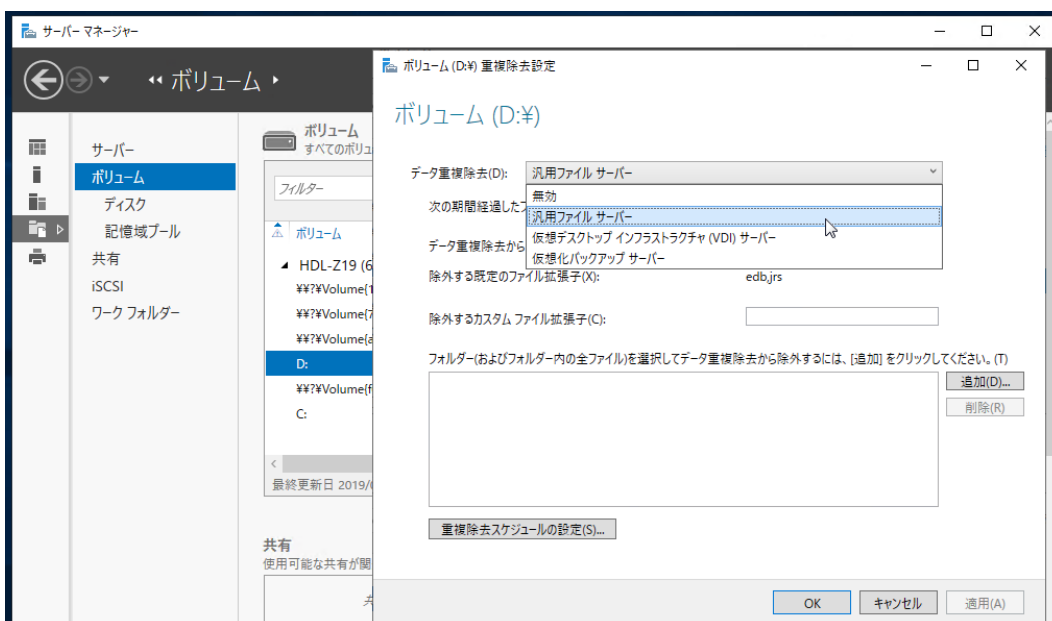 サーバー マネージャー
ボリューム (D:¥) 重複除去設定
ボリューム
ボリューム (D:¥)
サーバー
ボリューム
ディスク
記憶域プール
共有
iSCSI
ワーク フォルダー
ボリューム
すべてのボリュ
フィルター
ボリューム
HDL-Z19 (6
¥¥?¥Volume{1
¥¥?¥Volume{7
¥¥?¥Volume{a
D:
¥¥?¥Volume{f
C:
最終更新日 2019/
共有
使用可能な共有が関
データ重複除去(D):
汎用ファイル サーバー
無効
汎用ファイル サーバー
仮想デスクトップ インフラストラクチャ (VDI) サーバー
仮想化バックアップ サーバー
次の期間経過した
データ重複除去から
除外する既定のファイル拡張子(X):
edb,jrs
除外するカスタム ファイル拡張子(C):
フォルダー(およびフォルダー内の全ファイル)を選択してデータ重複除去から除外するには、[追加] をクリックしてください。(T)
追加(D)...
削除(R)
重複除去スケジュールの設定(S)...
OK
キャンセル
適用(A)